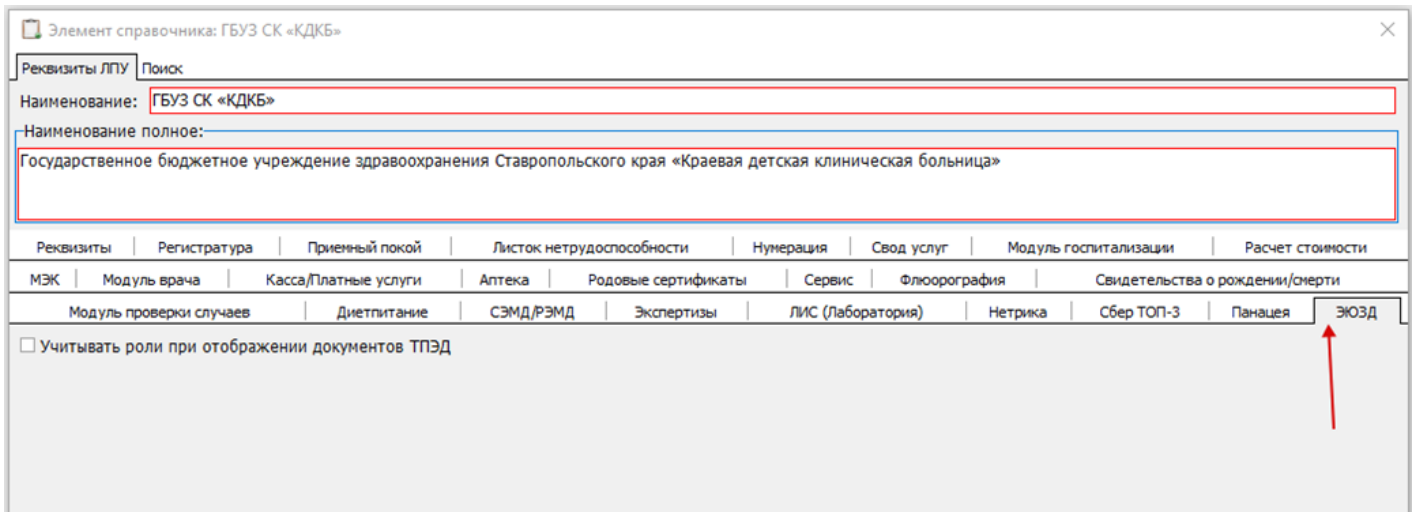 Элемент справочника: ГБУЗ СК «КДКБ»
Реквизиты ЛПУ Поиск
Наименование: ГБУЗ СК «КДКБ»
Наименование полное:
Государственное бюджетное учреждение здравоохранения Ставропольского края «Краевая детская клиническая больница»
Реквизиты Регистратура Приемный покой Листок нетрудоспособности Нумерация Свод услуг Модуль госпитализации Расчет стоимости
МЭК Модуль врача Касса/Платные услуги Аптека Родовые сертификаты Сервис Флюорография Свидетельства о рождении/смерти
Модуль проверки случаев Диетпитание СЭМД/РЭМД Экспертизы ЛИС (Лаборатория) Нетрика Сбер ТОП-3 Панацея ЭЮЗД
Учитывать роли при отображении документов ТПЭД